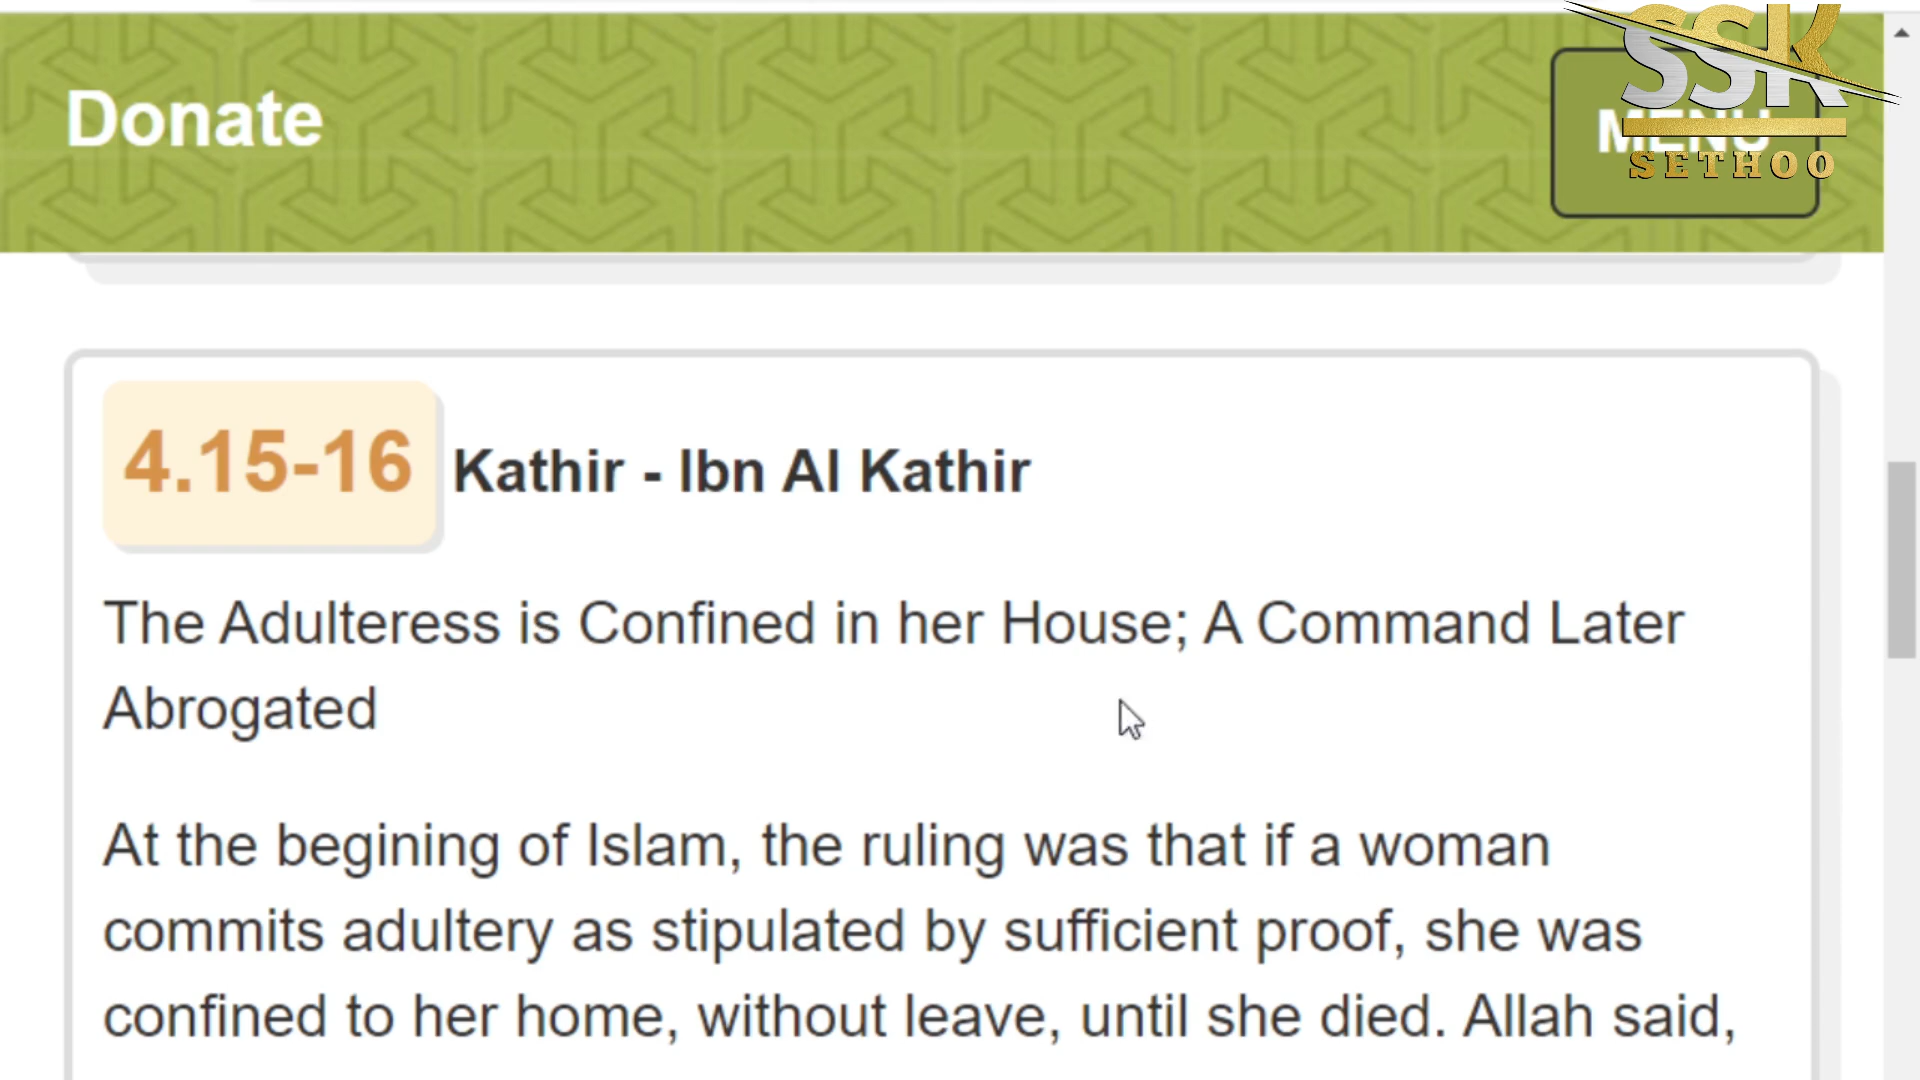 Donate
MENU
SSK
SETHOO
4.15-16 Kathir - Ibn Al Kathir
The Adulteress is Confined in her House; A Command Later
Abrogated
At the begining of Islam, the ruling was that if a woman
commits adultery as stipulated by sufficient proof, she was
confined to her home, without leave, until she died. Allah said,